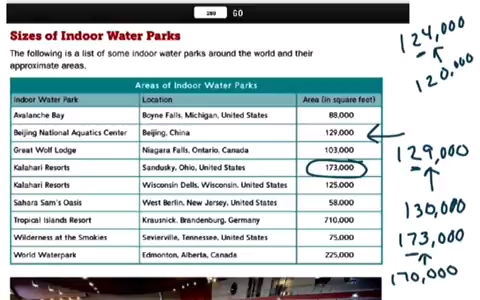 288 GO
Sizes of Indoor Water Parks
The following is a list of some indoor water parks around the world and their
approximate areas.
Areas of Indoor Water Parks
Indoor Water Park Location Area (in square feet)
Avalanche Bay Boyne Falls, Michigan, United States 88,000
Beijing National Aquatics Center Beijing, China 129,000
Great Wolf Lodge Niagara Falls, Ontario, Canada 103,000
Kalahari Resorts Sandusky, Ohio, United States 173,000
Kalahari Resorts Wisconsin Dells, Wisconsin, United States 125,000
Sahara Sam's Oasis West Berlin, New Jersey, United States 58,000
Tropical Islands Resort Krausnick, Brandenburg, Germany 710,000
Wilderness at the Smokies Sevierville, Tennessee, United States 75,000
World Waterpark Edmonton, Alberta, Canada 225,000
124,000
120,000
129,000
130,000
173,000
170,000